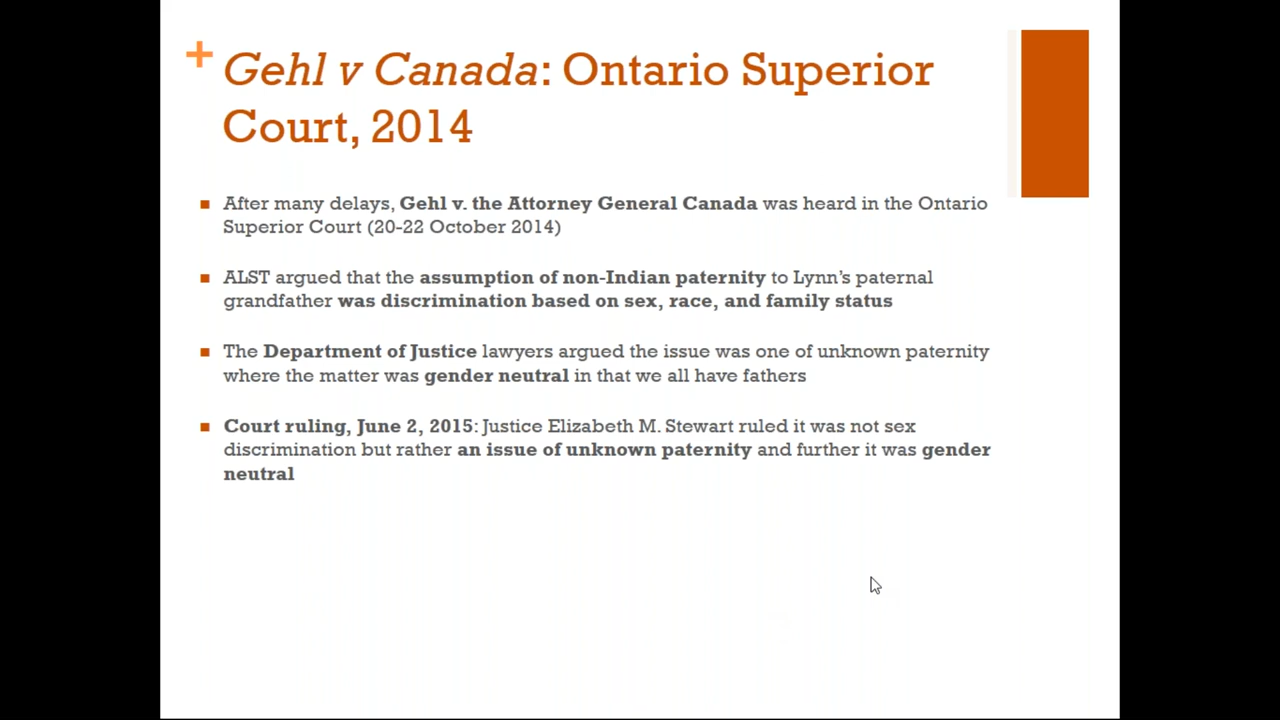 + Gehl v Canada: Ontario Superior
Court, 2014
After many delays, Gehl v. the Attorney General Canada was heard in the Ontario
Superior Court (20-22 October 2014)
ALST argued that the assumption of non-Indian paternity to Lynn's paternal
grandfather was discrimination based on sex, race, and family status
The Department of Justice lawyers argued the issue was one of unknown paternity
where the matter was gender neutral in that we all have fathers
Court ruling, June 2, 2015: Justice Elizabeth M. Stewart ruled it was not sex
discrimination but rather an issue of unknown paternity and further it was gender
neutral